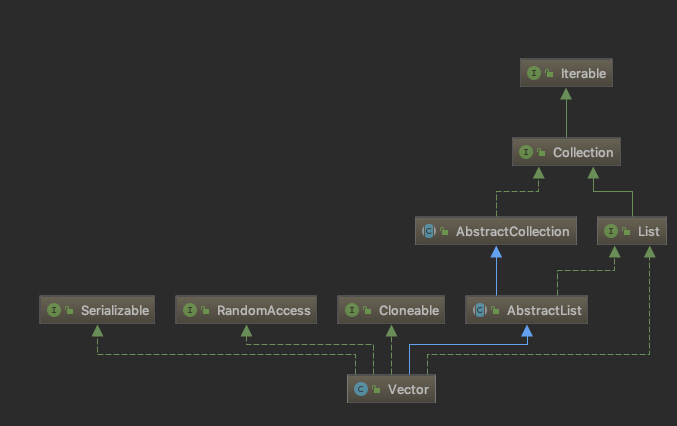 I Iterable
I Collection
C AbstractCollection
I List
I Serializable
I RandomAccess
I Cloneable
C AbstractList
C Vector